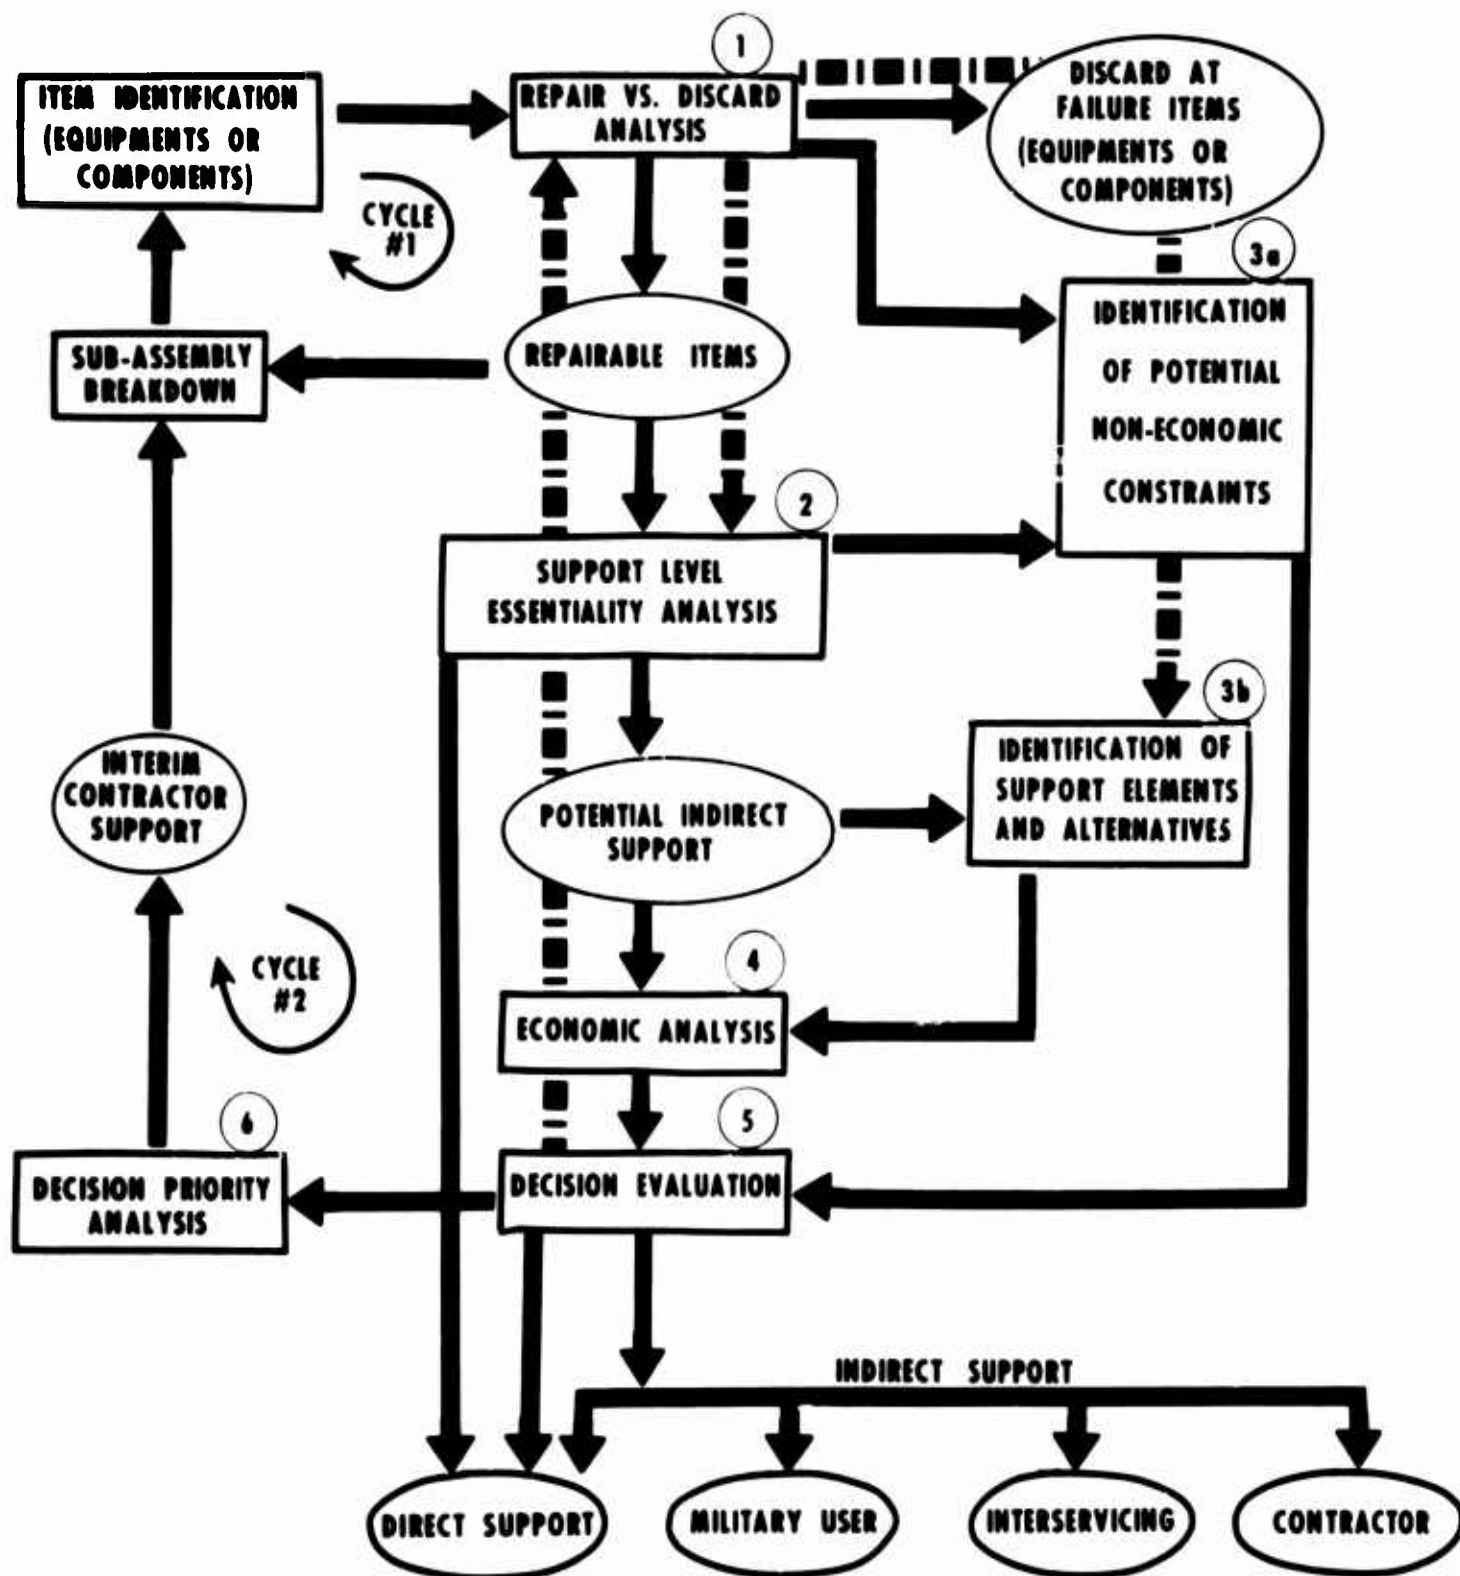 1
ITEM IDENTIFICATION
(EQUIPMENTS OR
COMPONENTS)
REPAIR VS. DISCARD
ANALYSIS
DISCARD AT
FAILURE ITEMS
(EQUIPMENTS OR
COMPONENTS)
CYCLE
#1
3a
IDENTIFICATION
OF POTENTIAL
NON-ECONOMIC
CONSTRAINTS
SUB-ASSEMBLY
BREAKDOWN
REPAIRABLE ITEMS
2
SUPPORT LEVEL
ESSENTIALITY ANALYSIS
3b
IDENTIFICATION OF
SUPPORT ELEMENTS
AND ALTERNATIVES
INTERIM
CONTRACTOR
SUPPORT
POTENTIAL INDIRECT
SUPPORT
CYCLE
#2
4
ECONOMIC ANALYSIS
6
DECISION PRIORITY
ANALYSIS
5
DECISION EVALUATION
INDIRECT SUPPORT
DIRECT SUPPORT
MILITARY USER
INTERSERVICING
CONTRACTOR